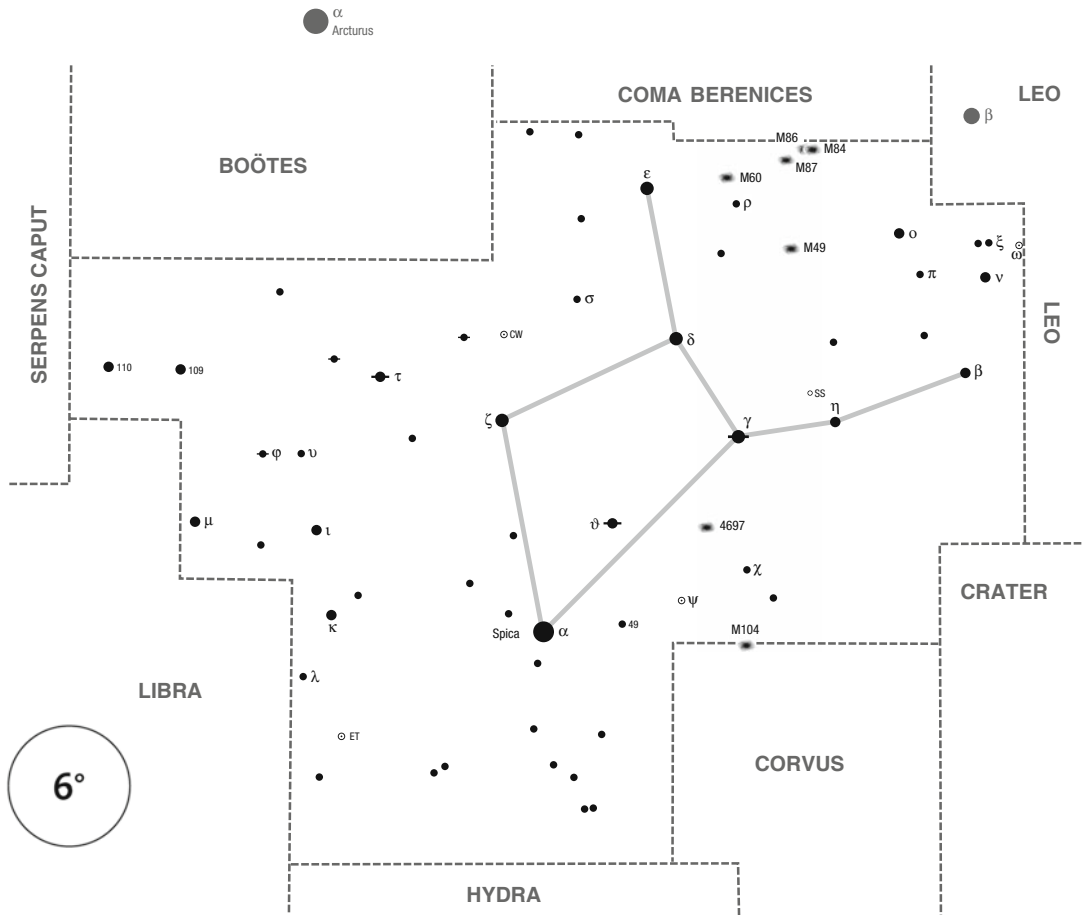 α
Arcturus
COMA BERENICES
LEO
β
M86
M84
M87
BOÖTES
M60
ε
ρ
ο
ξ
ω
M49
π
ν
σ
SERPENS CAPUT
LEO
CW
δ
110
109
τ
β
SS
η
ζ
γ
φ
υ
μ
ι
ϑ
4697
χ
CRATER
ψ
κ
Spica
α
49
M104
λ
LIBRA
ET
6°
CORVUS
HYDRA